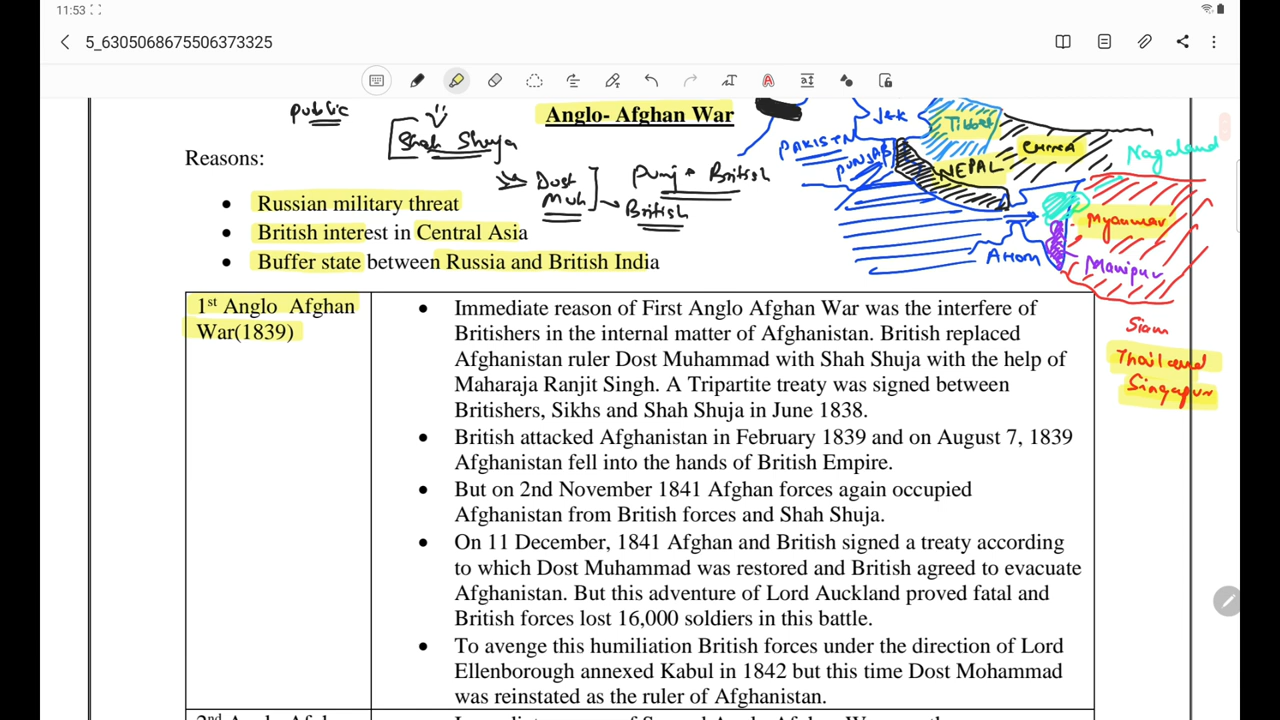 11:53
5_6305068675506373325
public
Shah Shuja
Anglo- Afghan War
Reasons:
Dost
Muh
Punj + British
British
Russian military threat
British interest in Central Asia
Buffer state between Russia and British India
J&K
PAKISTN
PUNJAB
Tibbet
NEPAL
CHINA
Nagaland
Myanmar
AHOM
Manipur
Siam
Thailand
Singapur
1st Anglo Afghan
War(1839)
Immediate reason of First Anglo Afghan War was the interfere of
Britishers in the internal matter of Afghanistan. British replaced
Afghanistan ruler Dost Muhammad with Shah Shuja with the help of
Maharaja Ranjit Singh. A Tripartite treaty was signed between
Britishers, Sikhs and Shah Shuja in June 1838.
British attacked Afghanistan in February 1839 and on August 7, 1839
Afghanistan fell into the hands of British Empire.
But on 2nd November 1841 Afghan forces again occupied
Afghanistan from British forces and Shah Shuja.
On 11 December, 1841 Afghan and British signed a treaty according
to which Dost Muhammad was restored and British agreed to evacuate
Afghanistan. But this adventure of Lord Auckland proved fatal and
British forces lost 16,000 soldiers in this battle.
To avenge this humiliation British forces under the direction of Lord
Ellenborough annexed Kabul in 1842 but this time Dost Mohammad
was reinstated as the ruler of Afghanistan.